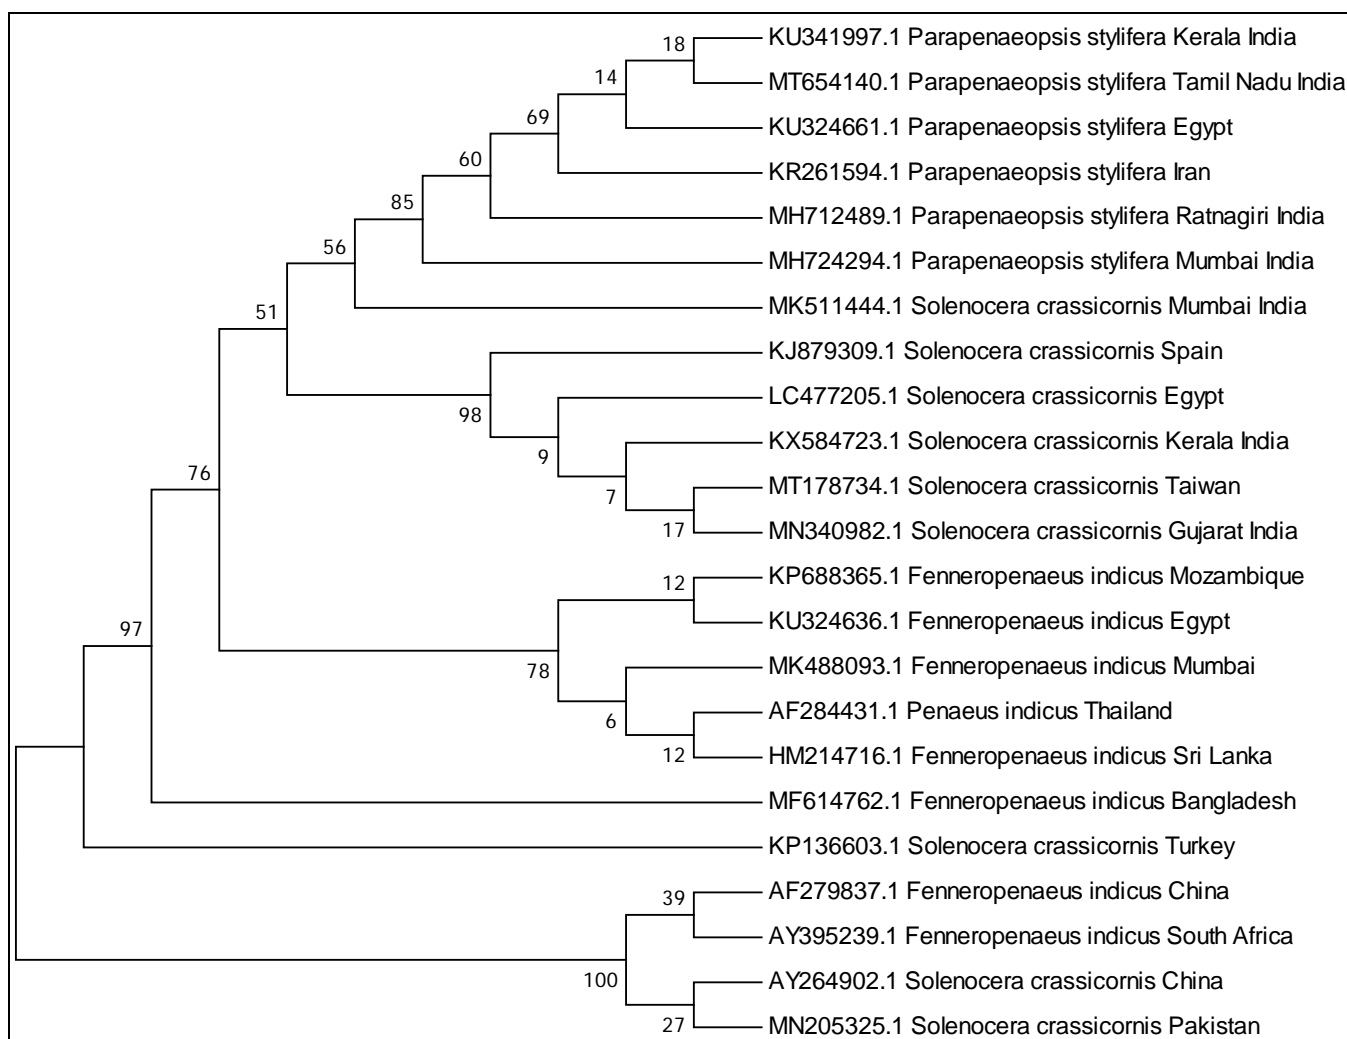 KU341997.1 Parapenaeopsis stylifera Kerala India
18
MT654140.1 Parapenaeopsis stylifera Tamil Nadu India
14
KU324661.1 Parapenaeopsis stylifera Egypt
69
KR261594.1 Parapenaeopsis stylifera Iran
60
MH712489.1 Parapenaeopsis stylifera Ratnagiri India
85
MH724294.1 Parapenaeopsis stylifera Mumbai India
56
MK511444.1 Solenocera crassicornis Mumbai India
51
KJ879309.1 Solenocera crassicornis Spain
98
LC477205.1 Solenocera crassicornis Egypt
9
KX584723.1 Solenocera crassicornis Kerala India
7
MT178734.1 Solenocera crassicornis Taiwan
17
MN340982.1 Solenocera crassicornis Gujarat India
76
KP688365.1 Fenneropenaeus indicus Mozambique
12
KU324636.1 Fenneropenaeus indicus Egypt
78
MK488093.1 Fenneropenaeus indicus Mumbai
6
AF284431.1 Penaeus indicus Thailand
12
HM214716.1 Fenneropenaeus indicus Sri Lanka
97
MF614762.1 Fenneropenaeus indicus Bangladesh
KP136603.1 Solenocera crassicornis Turkey
AF279837.1 Fenneropenaeus indicus China
39
AY395239.1 Fenneropenaeus indicus South Africa
100
AY264902.1 Solenocera crassicornis China
27
MN205325.1 Solenocera crassicornis Pakistan